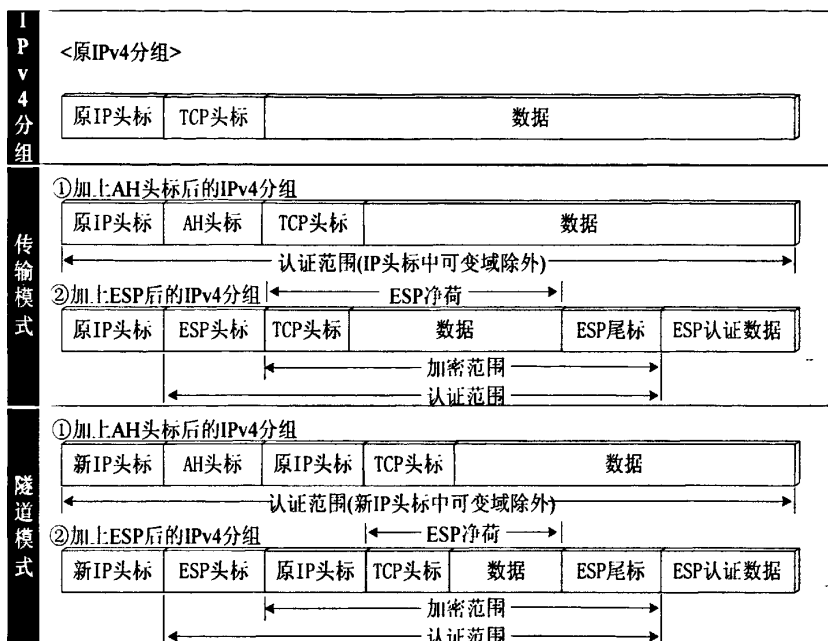 IPv4分组
<原IPv4分组>
原IP头标 TCP头标 数据
传输模式
①加上AH头标后的IPv4分组
原IP头标 AH头标 TCP头标 数据
认证范围(IP头标中可变域除外)
②加上ESP后的IPv4分组 ESP净荷
原IP头标 ESP头标 TCP头标 数据 ESP尾标 ESP认证数据
加密范围
认证范围
隧道模式
①加上AH头标后的IPv4分组
新IP头标 AH头标 原IP头标 TCP头标 数据
认证范围(新IP头标中可变域除外)
②加上ESP后的IPv4分组 ESP净荷
新IP头标 ESP头标 原IP头标 TCP头标 数据 ESP尾标 ESP认证数据
加密范围
认证范围